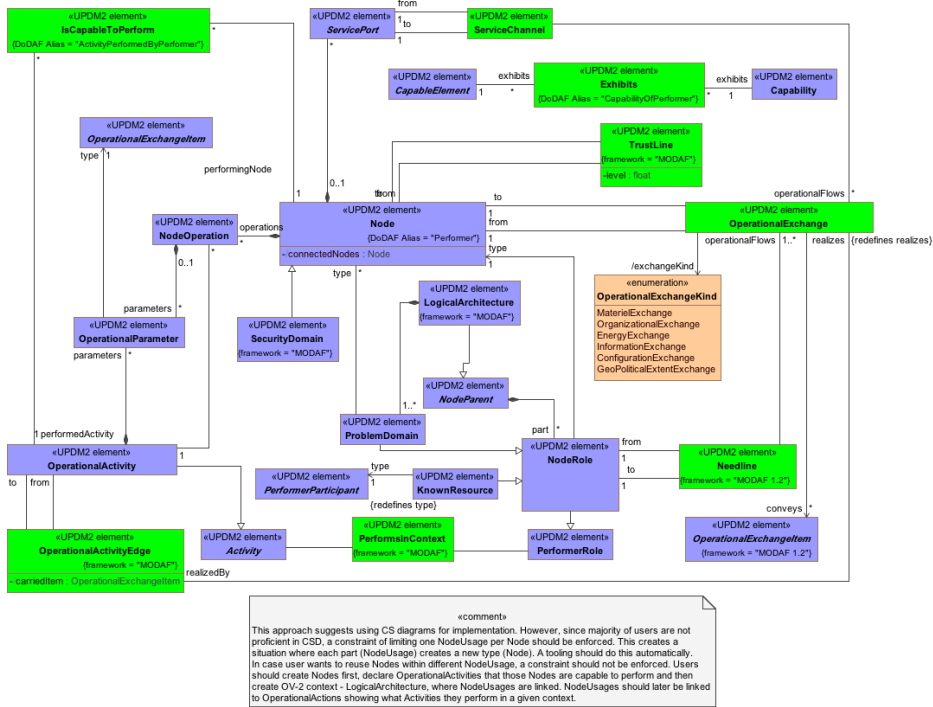 «UPDM2 element»
IsCapableToPerform
{DoDAF Alias = "ActivityPerformedByPerformer"}
*
*
«UPDM2 element»
ServicePort
from
1
to
1
*
«UPDM2 element»
ServiceChannel
«UPDM2 element»
CapableElement
exhibits
1
*
«UPDM2 element»
Exhibits
{DoDAF Alias = "CapabilityOfPerformer"}
exhibits
*
1
«UPDM2 element»
Capability
«UPDM2 element»
OperationalExchangeItem
type
1
«UPDM2 element»
TrustLine
{framework = "MODAF"}
-level : float
performingNode
1
0..1
to
from
«UPDM2 element»
Node
{DoDAF Alias = "Performer"}
-/connectedNodes : Node
to
1
from
1
type
1
operationalFlows
*
«UPDM2 element»
OperationalExchange
operationalFlows
1..*
realizes
{redefines realizes}
/exchangeKind
«UPDM2 element»
NodeOperation
operations
*
*
0..1
type
*
parameters
*
«UPDM2 element»
OperationalParameter
parameters
*
«UPDM2 element»
SecurityDomain
{framework = "MODAF"}
«UPDM2 element»
LogicalArchitecture
{framework = "MODAF"}
«enumeration»
OperationalExchangeKind
MaterielExchange
OrganizationalExchange
EnergyExchange
InformationExchange
ConfigurationExchange
GeoPoliticalExtentExchange
«UPDM2 element»
NodeParent
1..*
«UPDM2 element»
ProblemDomain
part
*
1
performedActivity
«UPDM2 element»
OperationalActivity
1
to
from
«UPDM2 element»
NodeRole
from
1
to
1
«UPDM2 element»
Needline
{framework = "MODAF 1.2"}
«UPDM2 element»
PerformerParticipant
type
1
{redefines type}
«UPDM2 element»
KnownResource
conveys
*
«UPDM2 element»
OperationalExchangeItem
{framework = "MODAF 1.2"}
«UPDM2 element»
OperationalActivityEdge
{framework = "MODAF"}
- carriedItem : OperationalExchangeItem
realizedBy
«UPDM2 element»
Activity
«UPDM2 element»
PerformsInContext
{framework = "MODAF"}
«UPDM2 element»
PerformerRole
«comment»
This approach suggests using CS diagrams for implementation. However, since majority of users are not
proficient in CSD, a constraint of limiting one NodeUsage per Node should be enforced. This creates a
situation where each part (NodeUsage) creates a new type (Node). A tooling should do this automatically.
In case user wants to reuse Nodes within different NodeUsage, a constraint should not be enforced. Users
should create Nodes first, declare OperationalActivities that those Nodes are capable to perform and then
create OV-2 context - LogicalArchitecture, where NodeUsages are linked. NodeUsages should later be linked
to OperationalActions showing what Activities they perform in a given context.